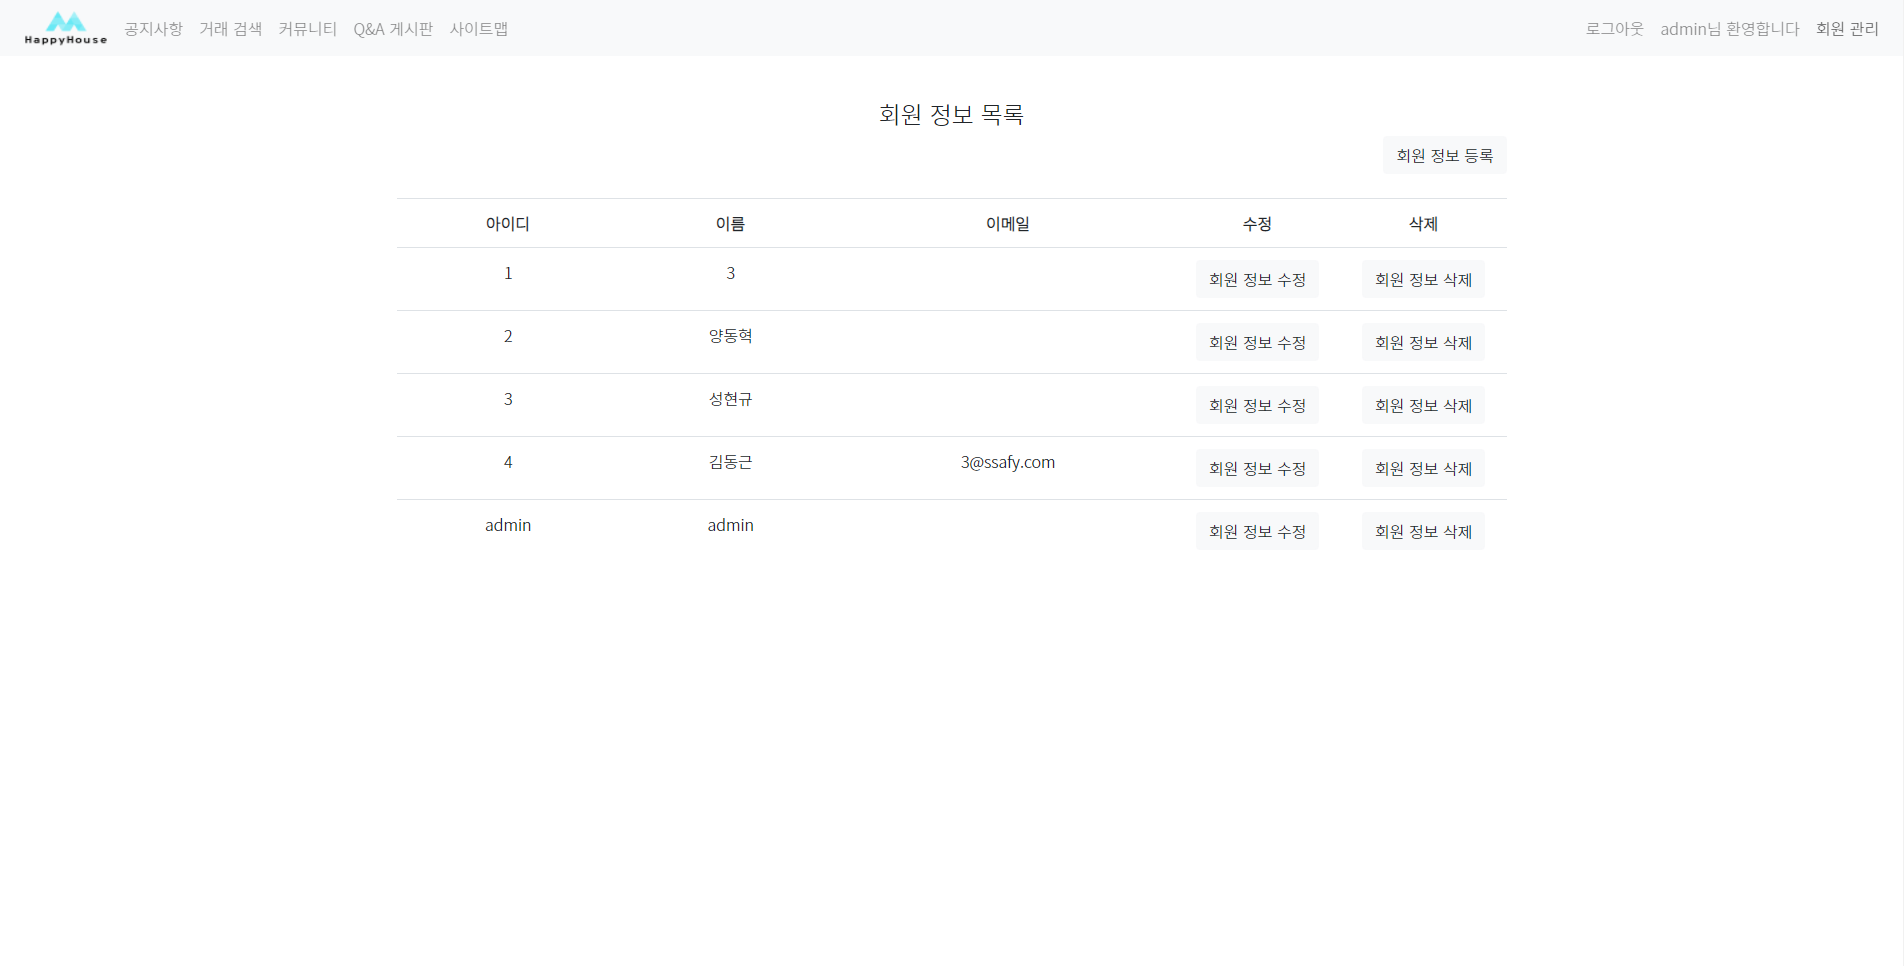 HappyHouse 공지사항 거래 검색 커뮤니티 Q&A 게시판 사이트맵 로그아웃 admin님 환영합니다 회원 관리
회원 정보 목록
회원 정보 등록
아이디 이름 이메일 수정 삭제
1 3 회원 정보 수정 회원 정보 삭제
2 양동혁 회원 정보 수정 회원 정보 삭제
3 성현규 회원 정보 수정 회원 정보 삭제
4 김동근 3@ssafy.com 회원 정보 수정 회원 정보 삭제
admin admin 회원 정보 수정 회원 정보 삭제